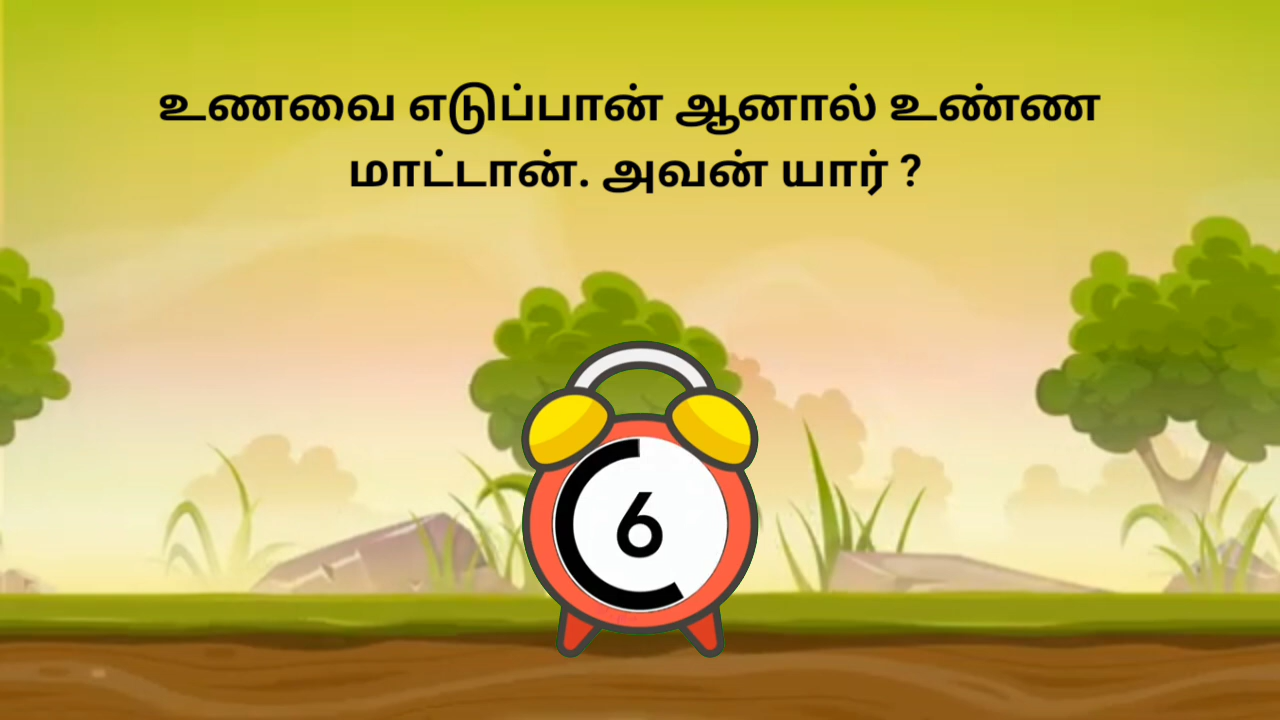 உணவை எடுப்பான் ஆனால் உண்ண
மாட்டான். அவன் யார் ?
6